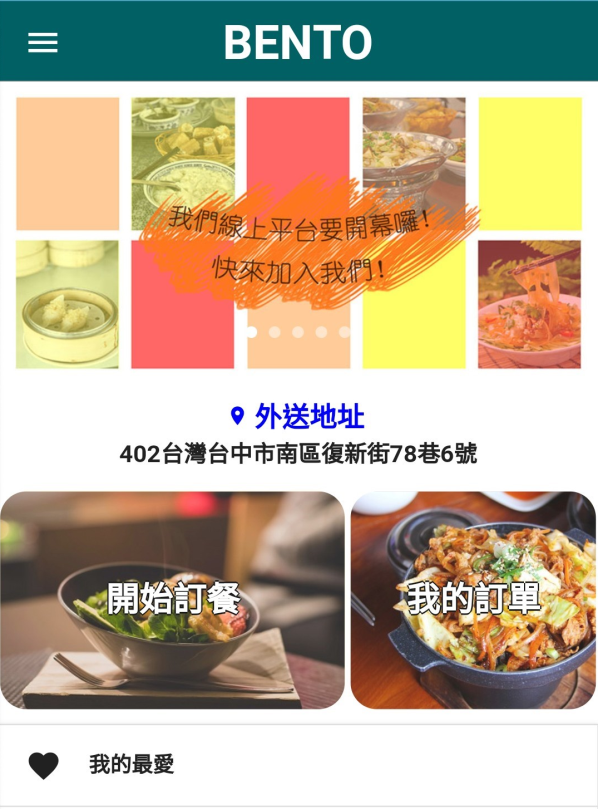 BENTO
我們線上平台要開幕囉!
快來加入我們!
外送地址
402台灣台中市南區復新街78巷6號
開始訂餐
我的訂單
我的最愛